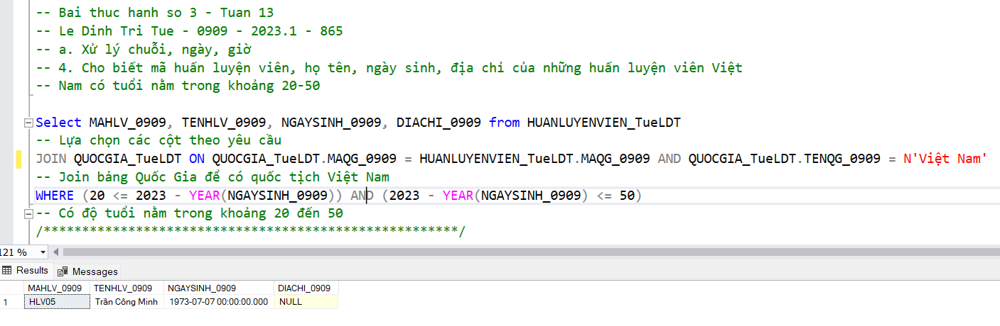 -- Bai thuc hanh so 3 - Tuan 13
-- Le Dinh Tri Tue - 0909 - 2023.1 - 865
-- a. Xử lý chuỗi, ngày, giờ
-- 4. Cho biết mã huấn luyện viên, họ tên, ngày sinh, địa chỉ của những huấn luyện viên Việt
-- Nam có tuổi nằm trong khoảng 20-50
Select MAHLV_0909, TENHLV_0909, NGAYSINH_0909, DIACHI_0909 from HUANLUYENVIEN_TueLDT
-- Lựa chọn các cột theo yêu cầu
JOIN QUOCGIA_TueLDT ON QUOCGIA_TueLDT.MAQG_0909 = HUANLUYENVIEN_TueLDT.MAQG_0909 AND QUOCGIA_TueLDT.TENQG_0909 = N'Việt Nam'
-- Join bảng Quốc Gia để có quốc tịch Việt Nam
WHERE (20 <= 2023 - YEAR(NGAYSINH_0909)) AND (2023 - YEAR(NGAYSINH_0909) <= 50)
-- Có độ tuổi nằm trong khoảng 20 đến 50
/******************************************************/
121 %
Results Messages
MAHLV_0909 TENHLV_0909 NGAYSINH_0909 DIACHI_0909
1 HLV05 Trần Công Minh 1973-07-07 00:00:00.000 NULL